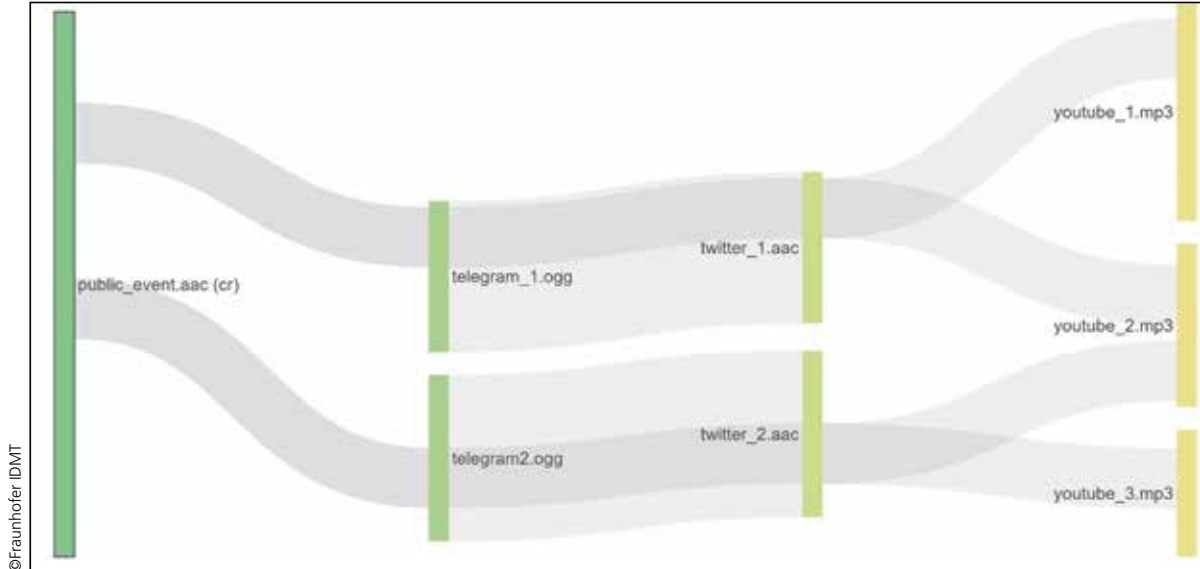 youtube_1.mp3
twitter_1.aac
telegram_1.ogg
public_event.aac (cr)
youtube_2.mp3
twitter_2.aac
telegram2.ogg
youtube_3.mp3
©Fraunhofer IDMT